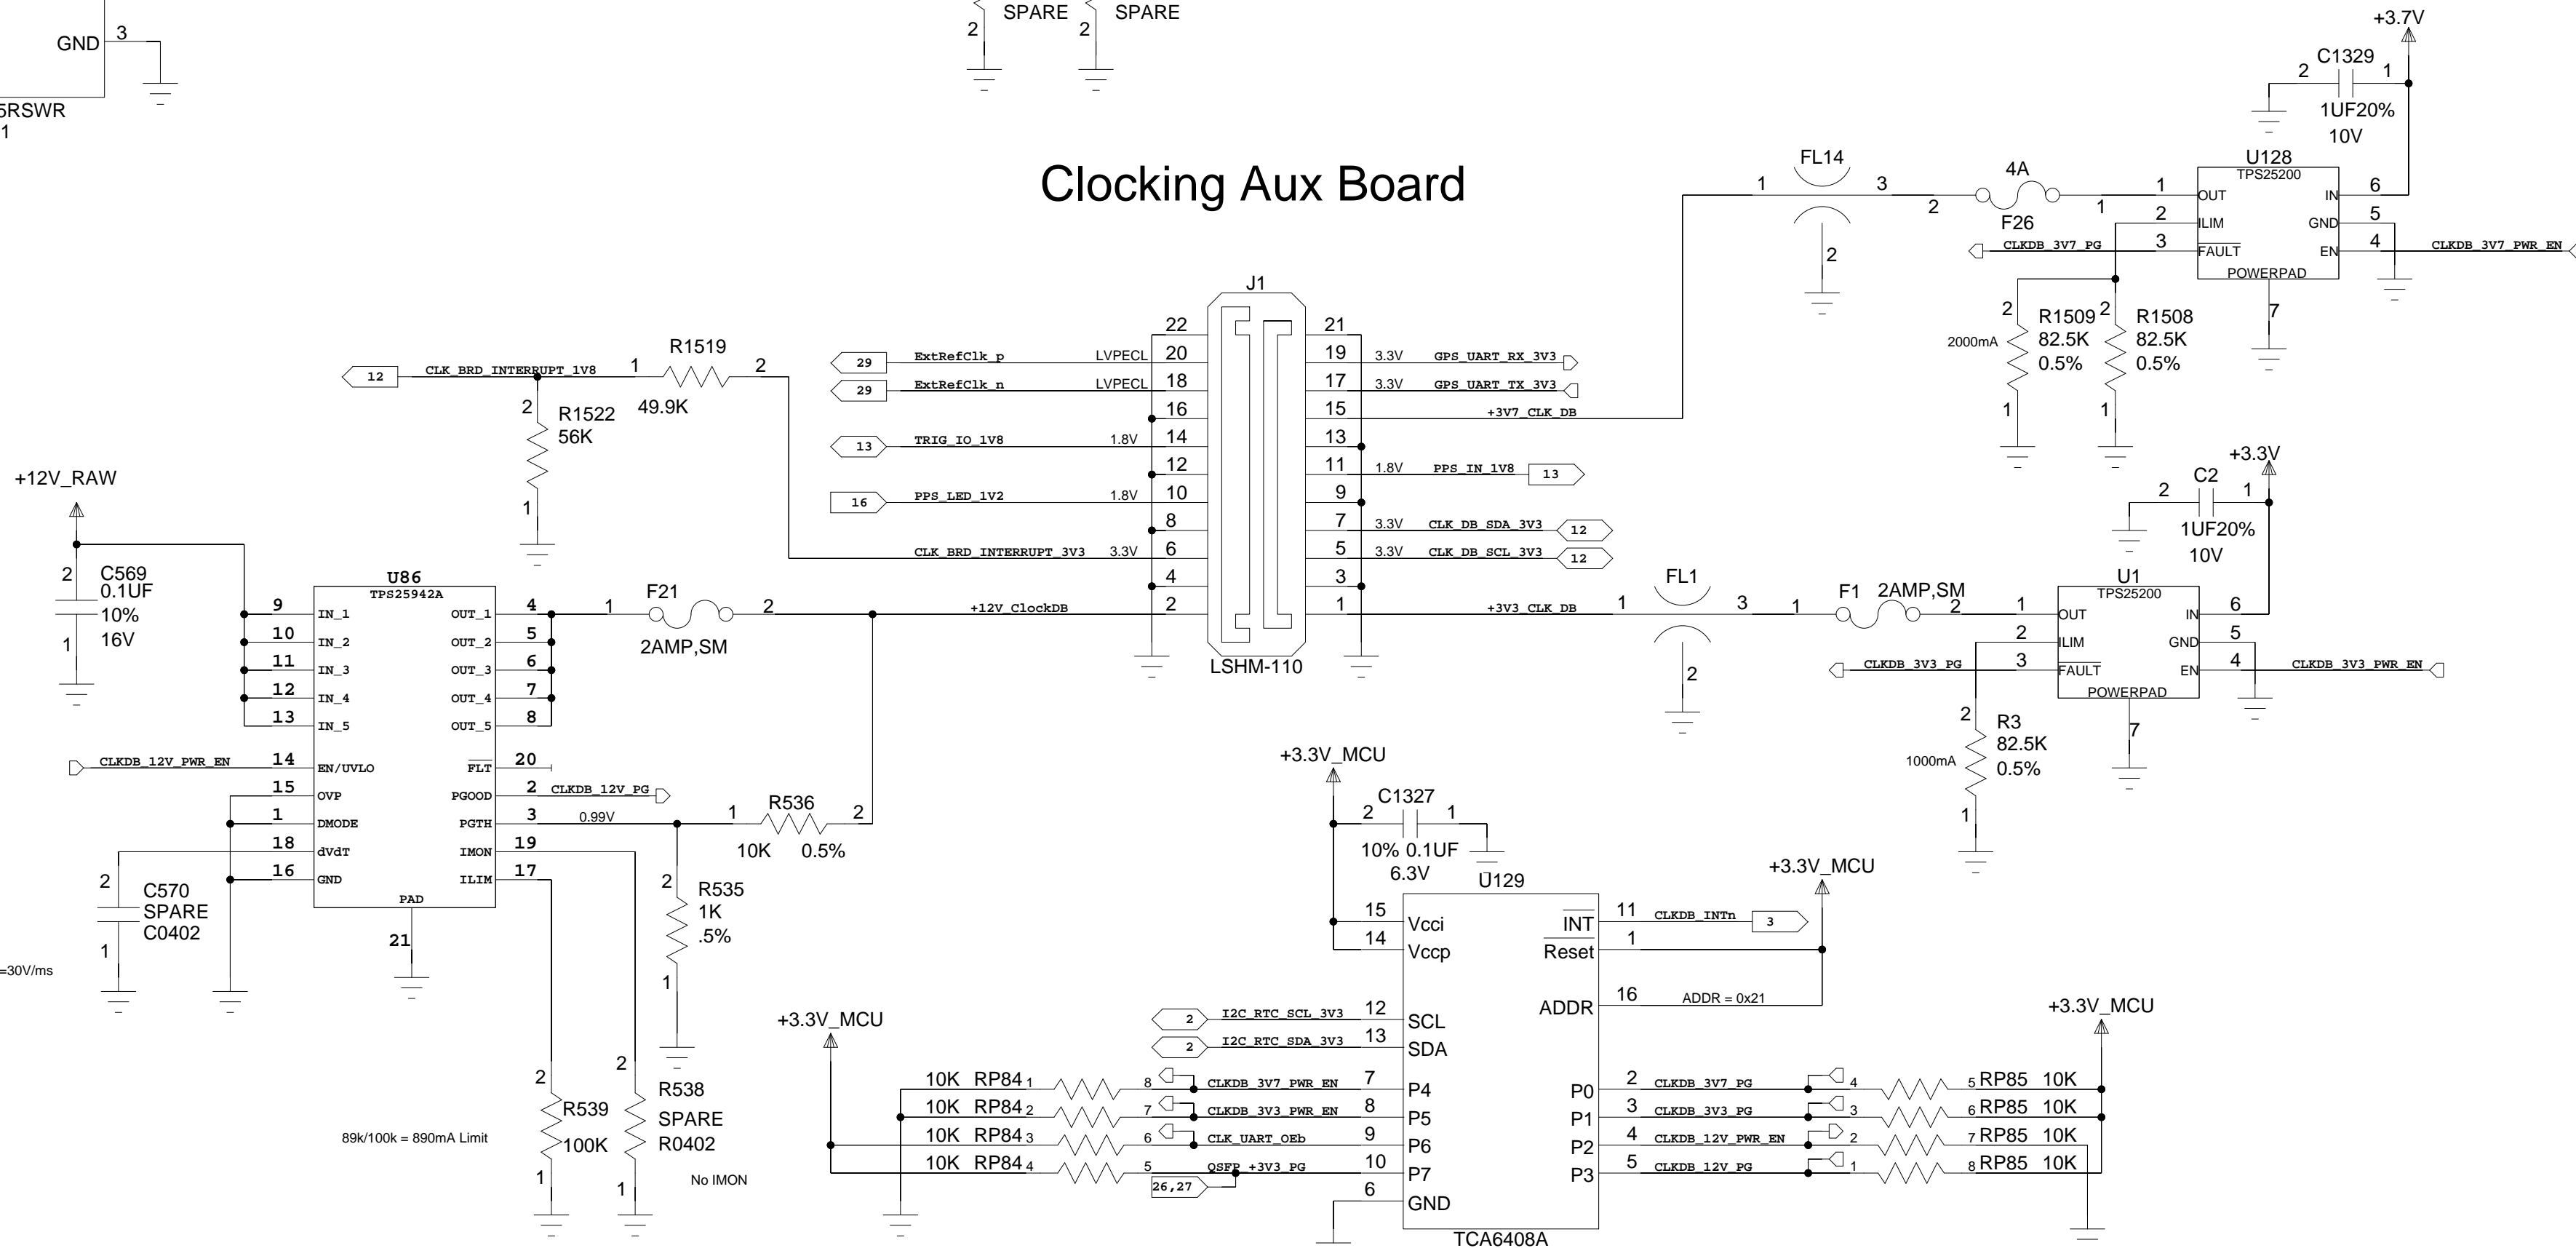 GND 3
5RSWR
1
2 SPARE 2 SPARE
+3.7V
C1329
2 1
1UF20%
10V
Clocking Aux Board
FL14
1 3
2
4A
2 1
F26
U128
TPS25200
1 OUT IN 6
2 ILIM GND 5
CLKDB_3V7_PG 3 FAULT EN 4 CLKDB_3V7_PWR_EN
POWERPAD
7
2 R1509 2 R1508
82.5K 82.5K
2000mA
0.5% 0.5%
1 1
J1
22 21
29 ExtRefClk_p LVPECL 20 19 3.3V GPS_UART_RX_3V3
29 ExtRefClk_n LVPECL 18 17 3.3V GPS_UART_TX_3V3
16 15 +3V7_CLK_DB
13 TRIG_IO_1V8 1.8V 14 13
12 11 1.8V PPS_IN_1V8 13
16 PPS_LED_1V2 1.8V 10 9
8 7 3.3V CLK_DB_SDA_3V3 12
CLK_BRD_INTERRUPT_3V3 3.3V 6 5 3.3V CLK_DB_SCL_3V3 12
4 3
+12V_ClockDB 2 1 +3V3_CLK_DB
LSHM-110
12 CLK_BRD_INTERRUPT_1V8 1 R1519 2
49.9K
2 R1522
56K
1
+12V_RAW
2 C569
0.1UF
10%
16V
1
U86
TPS25942A
9 IN_1 OUT_1 4
10 IN_2 OUT_2 5
11 IN_3 OUT_3 6
12 IN_4 OUT_4 7
13 IN_5 OUT_5 8
CLKDB_12V_PWR_EN 14 EN/UVLO FLT 20
15 OVP PGOOD 2 CLKDB_12V_PG
1 DMODE PGTH 3 0.99V
18 dVdT IMON 19
16 GND ILIM 17
PAD
21
1 F21 2
2AMP,SM
1 R536 2
10K 0.5%
2 R535
1K
.5%
1
2 C570
SPARE
C0402
1
=30V/ms
2 R539
100K
1
89k/100k = 890mA Limit
2 R538
SPARE
R0402
1
No IMON
+3.3V
C2
2 1
1UF20%
10V
FL1
1 3
2
1 F1 2AMP,SM 2
U1
TPS25200
1 OUT IN 6
2 ILIM GND 5
CLKDB_3V3_PG 3 FAULT EN 4 CLKDB_3V3_PWR_EN
POWERPAD
7
2 R3
82.5K
1000mA
0.5%
1
+3.3V_MCU
C1327
2 1
10% 0.1UF
6.3V
U129
+3.3V_MCU
15 Vcci INT 11 CLKDB_INTn 3
14 Vccp Reset 1
ADDR 16 ADDR = 0x21
2 I2C_RTC_SCL_3V3 12 SCL
2 I2C_RTC_SDA_3V3 13 SDA
+3.3V_MCU
+3.3V_MCU
10K RP84 1 8 CLKDB_3V7_PWR_EN 7 P4 P0 2 CLKDB_3V7_PG 4 5 RP85 10K
10K RP84 2 7 CLKDB_3V3_PWR_EN 8 P5 P1 3 CLKDB_3V3_PG 3 6 RP85 10K
10K RP84 3 6 CLK_UART_OEb 9 P6 P2 4 CLKDB_12V_PWR_EN 2 7 RP85 10K
10K RP84 4 5 QSFP_+3V3_PG 10 P7 P3 5 CLKDB_12V_PG 1 8 RP85 10K
26,27
6 GND
TCA6408A